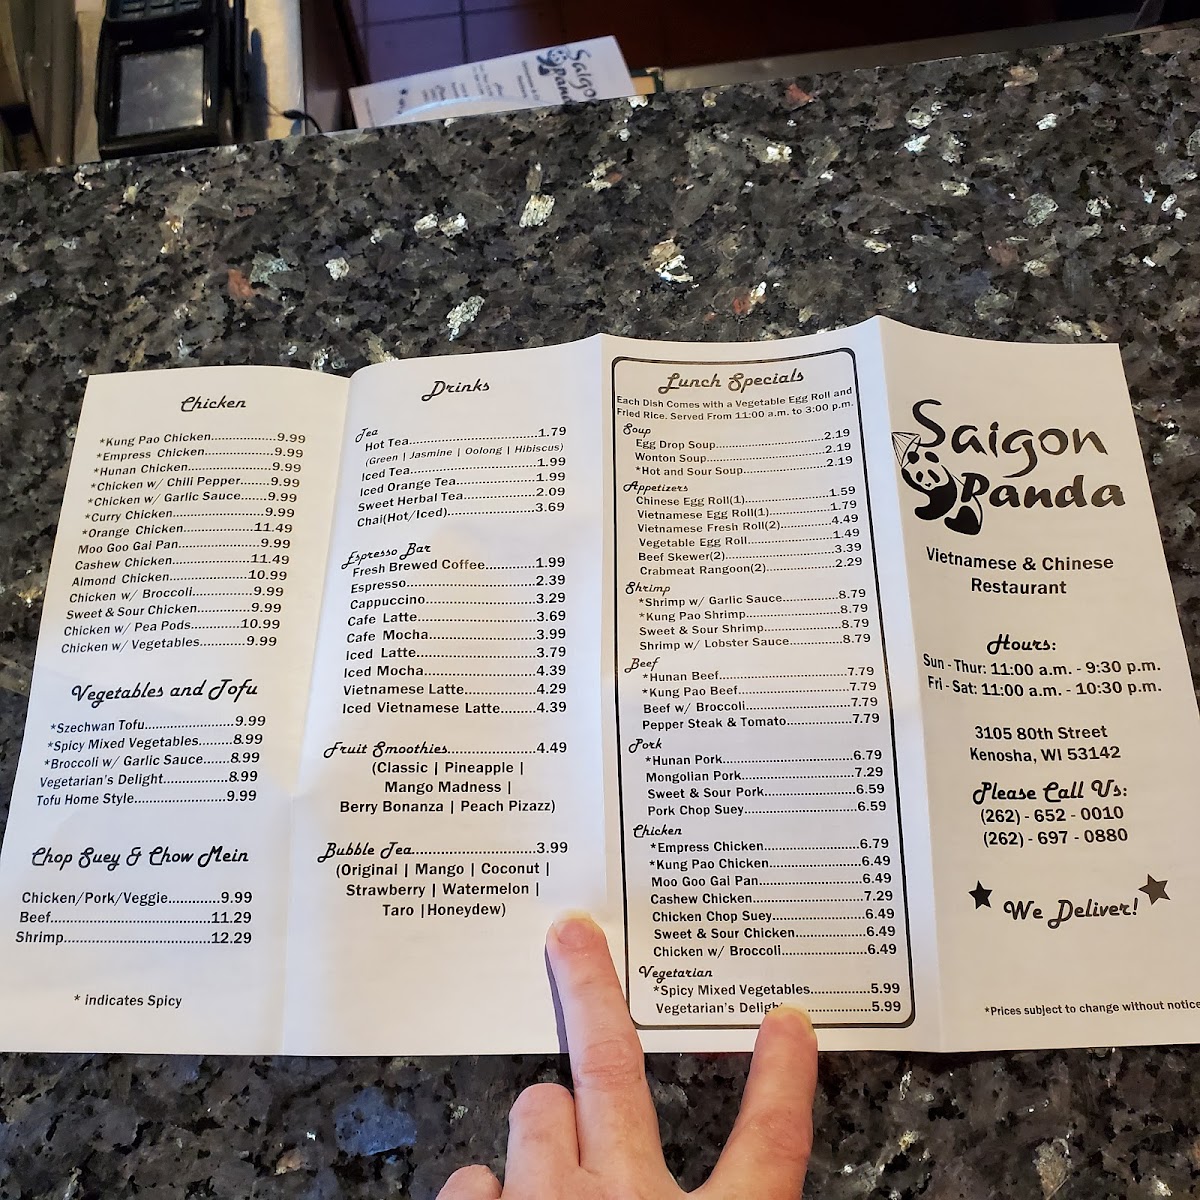 Saigon
Panda
Chicken
*Kung Pao Chicken....................9.99
*Empress Chicken.....................9.99
*Hunan Chicken........................9.99
*Chicken w/ Chili Pepper.........9.99
*Chicken w/ Garlic Sauce........9.99
*Curry Chicken..........................9.99
*Orange Chicken.....................11.49
Moo Goo Gai Pan.....................9.99
Cashew Chicken......................11.49
Almond Chicken......................10.99
Chicken w/ Broccoli.................9.99
Sweet & Sour Chicken.............9.99
Chicken w/ Pea Pods.............10.99
Chicken w/ Vegetables............9.99
Vegetables and Tofu
*Szechwan Tofu.......................9.99
*Spicy Mixed Vegetables.........8.99
*Broccoli w/ Garlic Sauce.......8.99
Vegetarian's Delight................8.99
Tofu Home Style.......................9.99
Chop Suey & Chow Mein
Chicken/Pork/Veggie.............9.99
Beef.......................................11.29
Shrimp....................................12.29
* indicates Spicy
Drinks
Tea
Hot Tea....................................1.79
(Green | Jasmine | Oolong | Hibiscus)
Iced Tea...................................1.99
Iced Orange Tea.....................1.99
Sweet Herbal Tea...................2.09
Chai(Hot/Iced).......................3.69
Espresso Bar
Fresh Brewed Coffee............1.99
Espresso.................................2.39
Cappuccino.............................3.29
Cafe Latte...............................3.69
Cafe Mocha.............................3.99
Iced Latte................................3.79
Iced Mocha.............................4.39
Vietnamese Latte...................4.29
Iced Vietnamese Latte..........4.39
Fruit Smoothies.......................4.49
(Classic | Pineapple |
Mango Madness |
Berry Bonanza | Peach Pizazz)
Bubble Tea..............................3.99
(Original | Mango | Coconut |
Strawberry | Watermelon |
Taro |Honeydew)
Lunch Specials
Each Dish Comes with a Vegetable Egg Roll and
Fried Rice. Served From 11:00 a.m. to 3:00 p.m.
Soup
Egg Drop Soup..........................2.19
Wonton Soup............................2.19
*Hot and Sour Soup..................2.19
Appetizers
Chinese Egg Roll(1)....................1.59
Vietnamese Egg Roll(1).............1.79
Vietnamese Fresh Roll(2)..........4.49
Vegetable Egg Roll.....................1.49
Beef Skewer(2)...........................3.39
Crabmeat Rangoon(2)...............2.29
Shrimp
*Shrimp w/ Garlic Sauce............8.79
*Kung Pao Shrimp.....................8.79
Sweet & Sour Shrimp.................8.79
Shrimp w/ Lobster Sauce..........8.79
Beef
*Hunan Beef..............................7.79
*Kung Pao Beef.........................7.79
Beef w/ Broccoli........................7.79
Pepper Steak & Tomato.............7.79
Pork
*Hunan Pork..............................6.79
Mongolian Pork.........................7.29
Sweet & Sour Pork....................6.59
Pork Chop Suey.........................6.59
Chicken
*Empress Chicken.....................6.79
*Kung Pao Chicken....................6.49
Moo Goo Gai Pan......................6.49
Cashew Chicken........................7.29
Chicken Chop Suey...................6.49
Sweet & Sour Chicken...............6.49
Chicken w/ Broccoli..................6.49
Vegetarian
*Spicy Mixed Vegetables...........5.99
Vegetarian's Delight..................5.99
Saigon
Panda
Vietnamese & Chinese
Restaurant
Hours:
Sun - Thur: 11:00 a.m. - 9:30 p.m.
Fri - Sat: 11:00 a.m. - 10:30 p.m.
3105 80th Street
Kenosha, WI 53142
Please Call Us:
(262) - 652 - 0010
(262) - 697 - 0880
We Deliver!
*Prices subject to change without notice